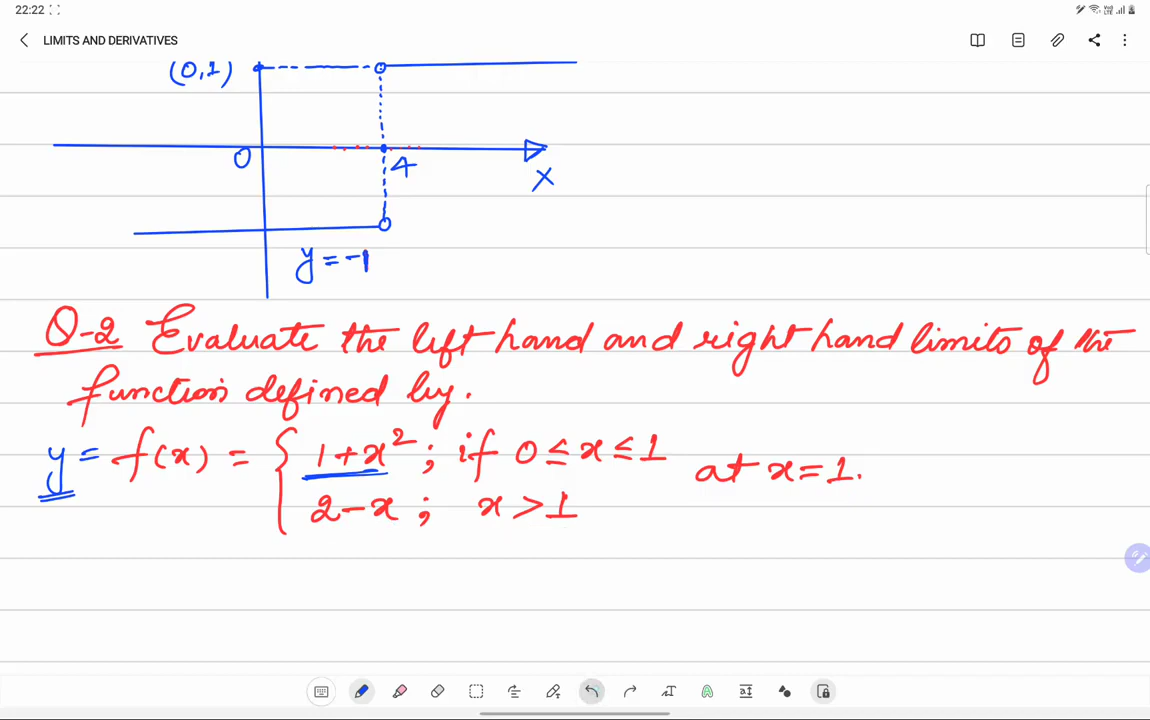 22:22
LIMITS AND DERIVATIVES
(0,1)
0
4
X
y = -1
Q-2 Evaluate the left hand and right hand limits of the
function defined by.
y = f(x) = { 1+x² ; if 0 ≤ x ≤ 1
2-x ; x > 1
at x=1.